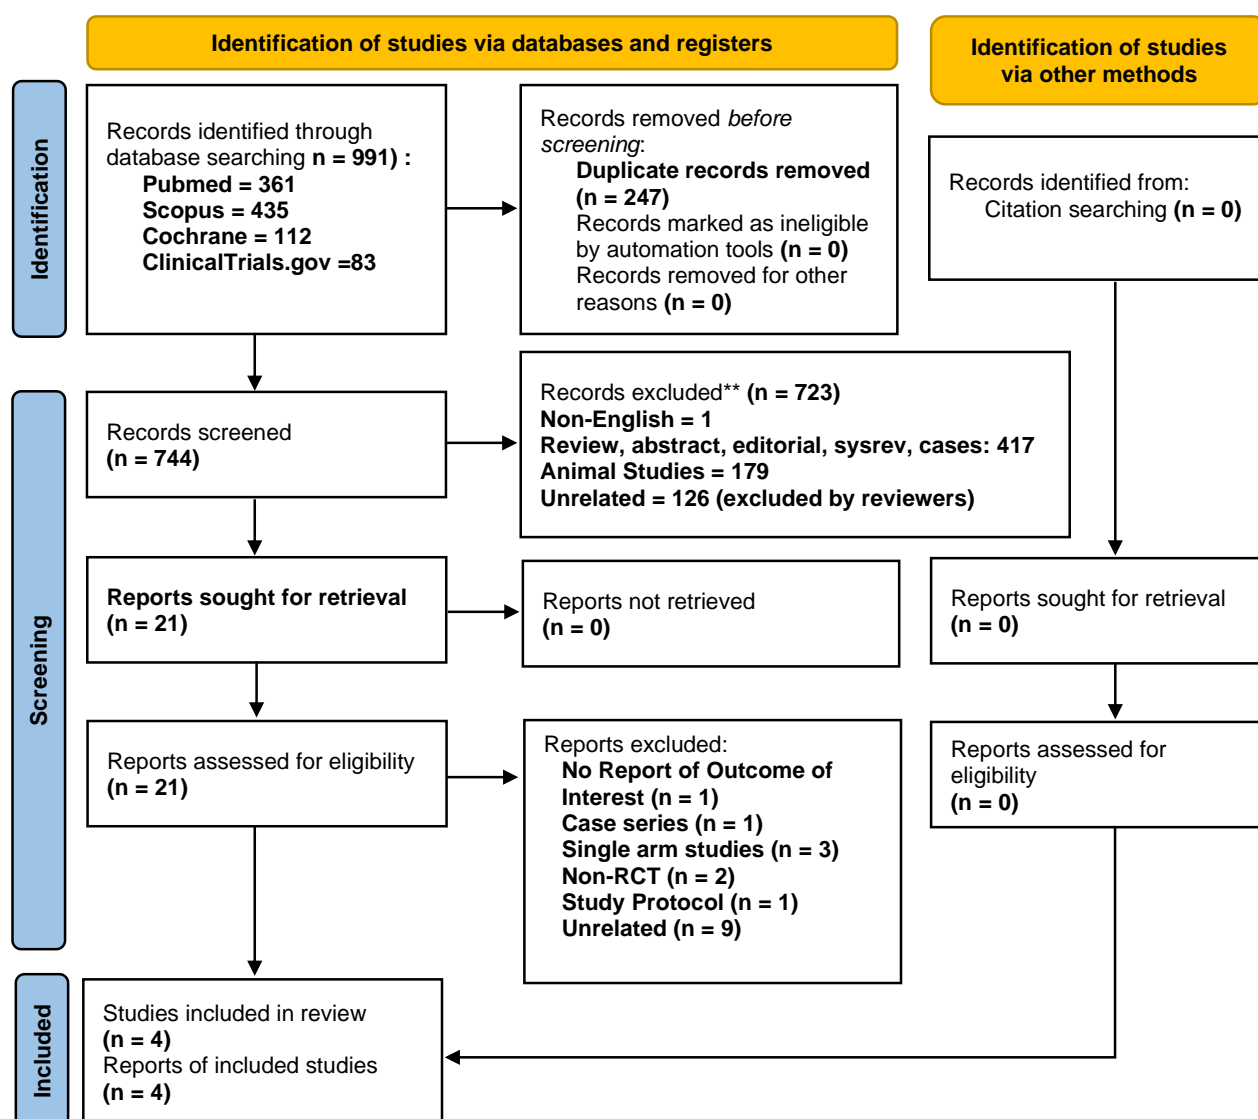 Identification of studies via databases and registers
Identification of studies
via other methods
Identification
Records identified through
database searching n = 991) :
Pubmed = 361
Scopus = 435
Cochrane = 112
ClinicalTrials.gov =83
Records removed before
screening:
Duplicate records removed
(n = 247)
Records marked as ineligible
by automation tools (n = 0)
Records removed for other
reasons (n = 0)
Records identified from:
Citation searching (n = 0)
Screening
Records screened
(n = 744)
Records excluded** (n = 723)
Non-English = 1
Review, abstract, editorial, sysrev, cases: 417
Animal Studies = 179
Unrelated = 126 (excluded by reviewers)
Reports sought for retrieval
(n = 21)
Reports not retrieved
(n = 0)
Reports sought for retrieval
(n = 0)
Reports assessed for eligibility
(n = 21)
Reports excluded:
No Report of Outcome of
Interest (n = 1)
Case series (n = 1)
Single arm studies (n = 3)
Non-RCT (n = 2)
Study Protocol (n = 1)
Unrelated (n = 9)
Reports assessed for
eligibility
(n = 0)
Included
Studies included in review
(n = 4)
Reports of included studies
(n = 4)